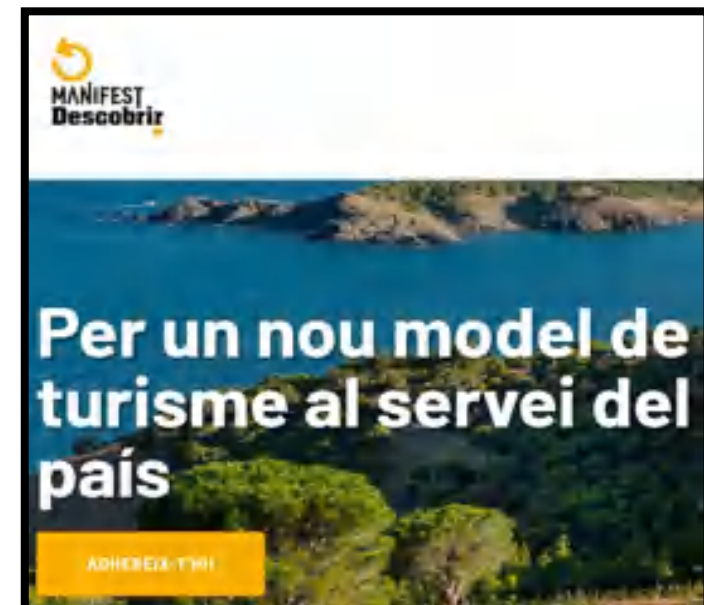 MANIFEST
Descobrir
Per un nou model de
turisme al servei del
país
ADHEREIX-T'HI